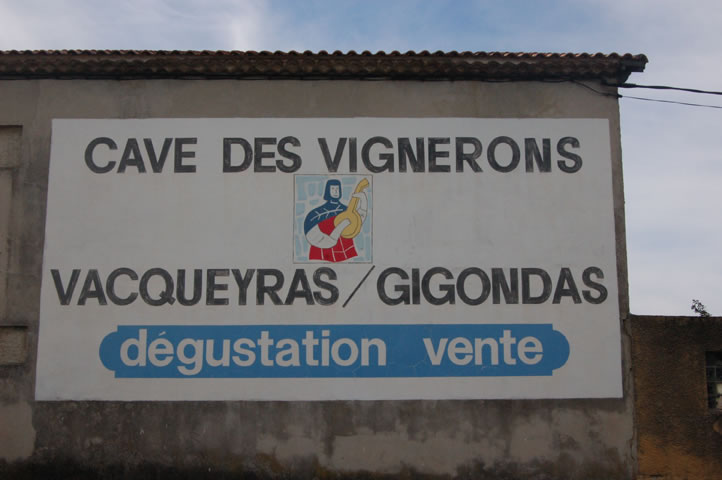 CAVE DES VIGNERONS
VACQUEYRAS/GIGONDAS
dégustation vente